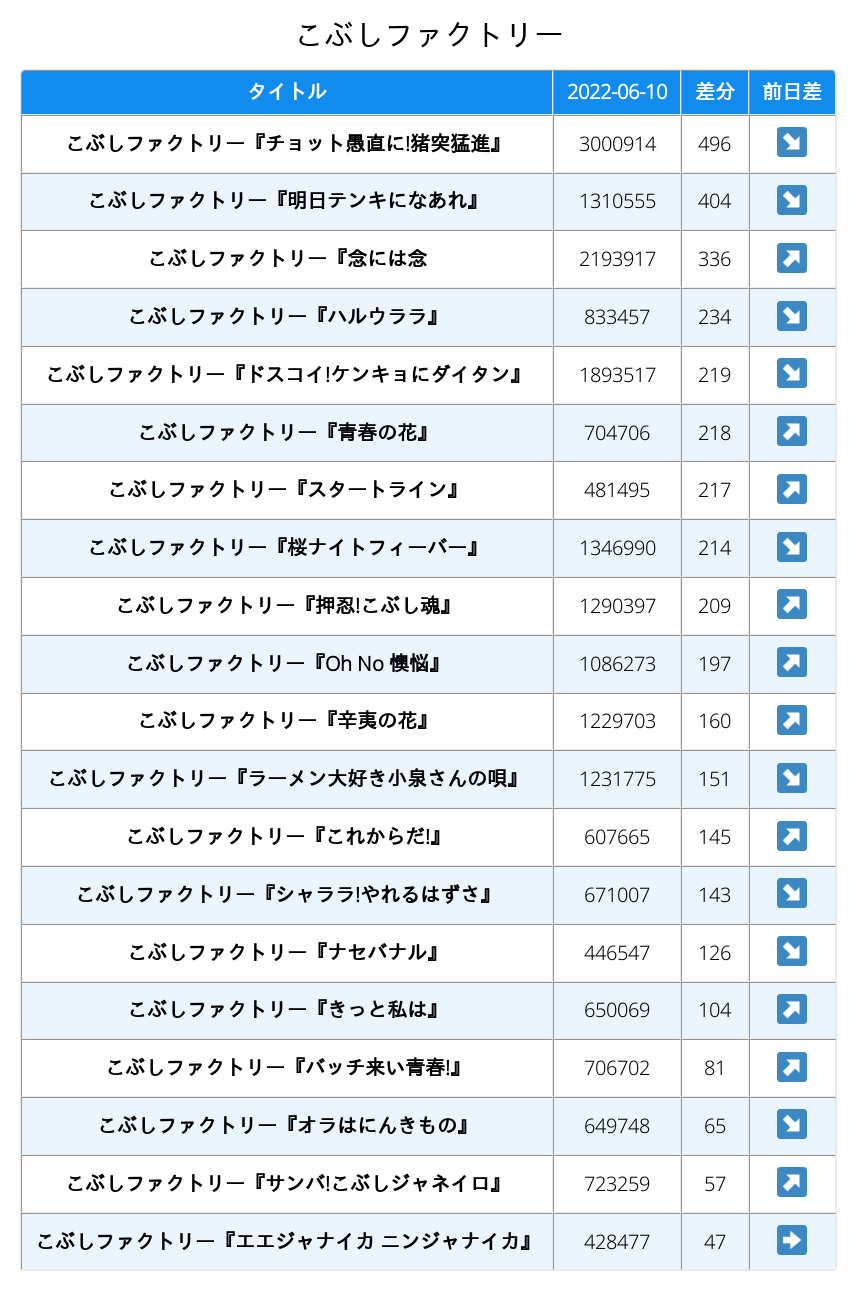 こぶしファクトリー
タイトル 2022-06-10 差分 前日差
こぶしファクトリー『チョット愚直に!猪突猛進』 3000914 496 ↘
こぶしファクトリー『明日テンキになあれ』 1310555 404 ↘
こぶしファクトリー『念には念 2193917 336 ↗
こぶしファクトリー『ハルウララ』 833457 234 ↘
こぶしファクトリー『ドスコイ!ケンキョにダイタン』 1893517 219 ↘
こぶしファクトリー『青春の花』 704706 218 ↗
こぶしファクトリー『スタートライン』 481495 217 ↗
こぶしファクトリー『桜ナイトフィーバー』 1346990 214 ↘
こぶしファクトリー『押忍!こぶし魂』 1290397 209 ↗
こぶしファクトリー『Oh No 懊悩』 1086273 197 ↗
こぶしファクトリー『辛夷の花』 1229703 160 ↗
こぶしファクトリー『ラーメン大好き小泉さんの唄』 1231775 151 ↘
こぶしファクトリー『これからだ!』 607665 145 ↗
こぶしファクトリー『シャララ!やれるはずさ』 671007 143 ↘
こぶしファクトリー『ナセバナル』 446547 126 ↘
こぶしファクトリー『きっと私は』 650069 104 ↗
こぶしファクトリー『バッチ来い青春!』 706702 81 ↗
こぶしファクトリー『オラはにんきもの』 649748 65 ↘
こぶしファクトリー『サンバ!こぶしジャネイロ』 723259 57 ↗
こぶしファクトリー『エエジャナイカ ニンジャナイカ』 428477 47 ➡